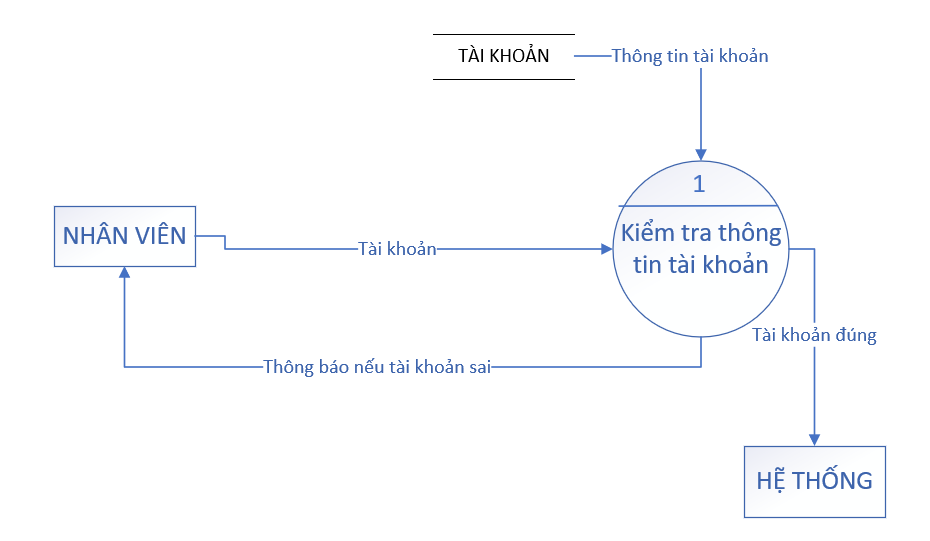 TÀI KHOẢN
Thông tin tài khoản
1
Kiểm tra thông
tin tài khoản
NHÂN VIÊN
Tài khoản
Tài khoản đúng
Thông báo nếu tài khoản sai
HỆ THỐNG